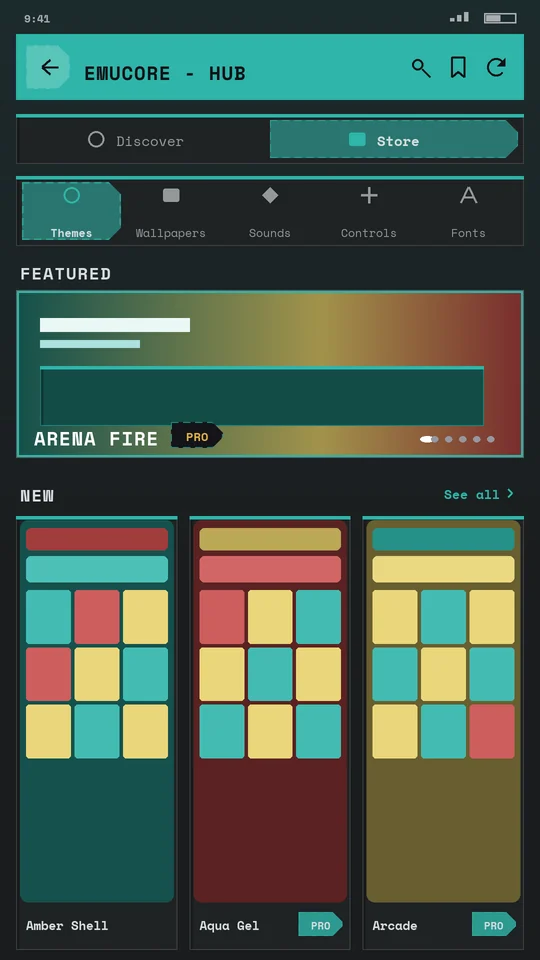 9:41
EMUCORE - HUB
Discover
Store
Themes
Wallpapers
Sounds
Controls
Fonts
FEATURED
ARENA FIRE
PRO
NEW
See all
Amber Shell
Aqua Gel
PRO
Arcade
PRO